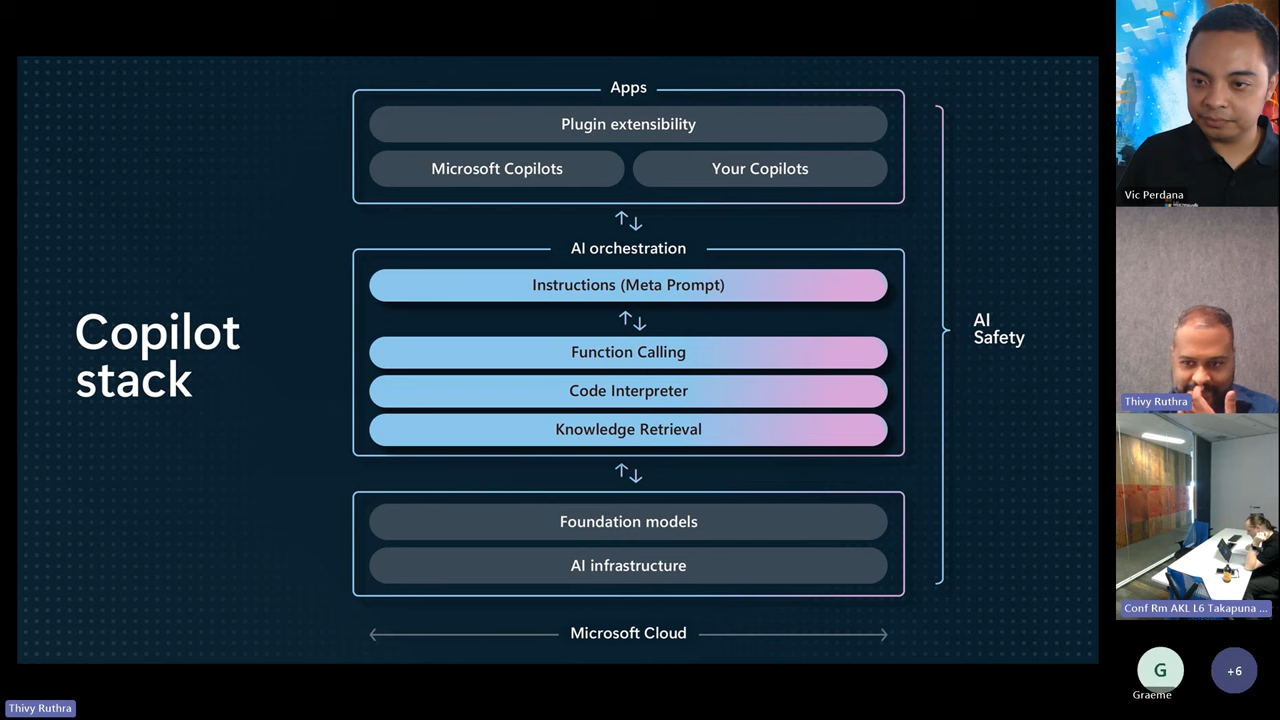 Copilot
stack
Apps
Plugin extensibility
Microsoft Copilots
Your Copilots
AI orchestration
Instructions (Meta Prompt)
Function Calling
Code Interpreter
Knowledge Retrieval
Foundation models
AI infrastructure
Microsoft Cloud
AI
Safety
Vic Perdana
Thivy Ruthra
Conf Rm AKL L6 Takapuna ...
G
Graeme
+6
Thivy Ruthra